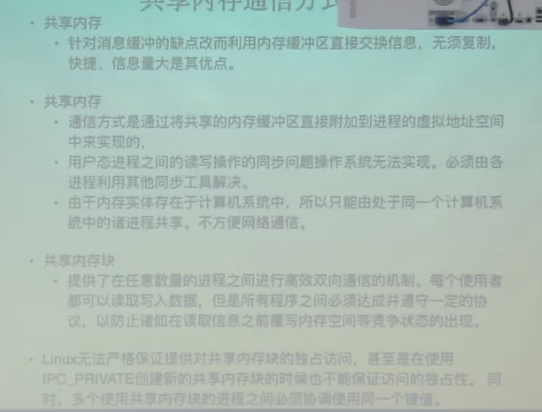 共享内存通信方式
• 共享内存
• 针对消息缓冲的缺点改而利用内存缓冲区直接交换信息，无须复制，
快捷、信息量大是其优点。
• 共享内存
• 通信方式是通过将共享的内存缓冲区直接附加到进程的虚拟地址空间
中来实现的，
• 用户态进程之间的读写操作的同步问题操作系统无法实现。必须由各
进程利用其他同步工具解决。
• 由于内存实体存在于计算机系统中，所以只能由处于同一个计算机系
统中的诸进程共享。不方便网络通信。
• 共享内存块
• 提供了在任意数量的进程之间进行高效双向通信的机制。每个使用者
都可以读取写入数据，但是所有程序之间必须达成并遵守一定的协
议，以防止诸如在读取信息之前覆写内存空间等竞争状态的出现。
• Linux无法严格保证提供对共享内存块的独占访问，甚至是在使用
IPC_PRIVATE创建新的共享内存块的时候也不能保证访问的独占性。 同
时，多个使用共享内存块的进程之间必须协调使用同一个键值。